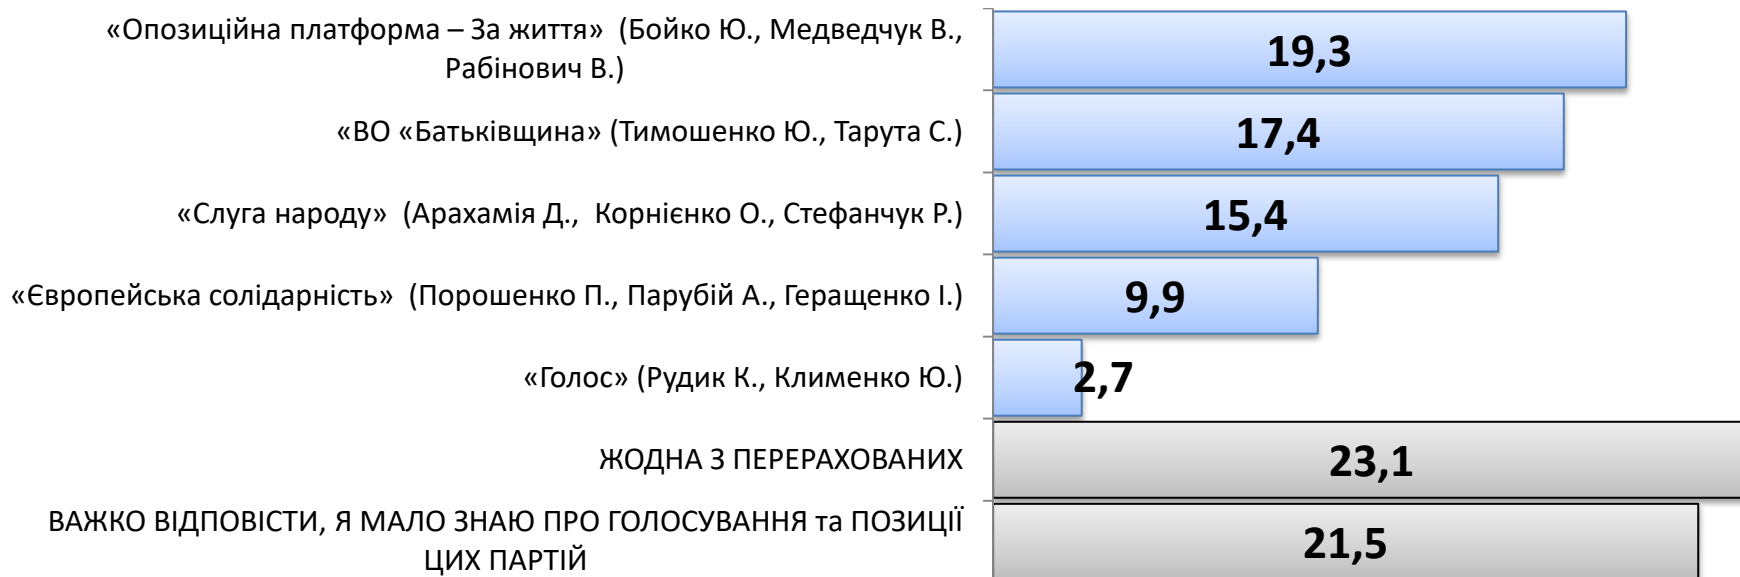 «Опозиційна платформа – За життя»  (Бойко Ю., Медведчук В.,
Рабінович В.)
19,3
«ВО «Батьківщина» (Тимошенко Ю., Тарута С.)
17,4
«Слуга народу»  (Арахамія Д.,  Корнієнко О., Стефанчук Р.)
15,4
«Європейська солідарність»  (Порошенко П., Парубій А., Геращенко І.)
9,9
«Голос» (Рудик К., Клименко Ю.)
2,7
ЖОДНА З ПЕРЕРАХОВАНИХ
23,1
ВАЖКО ВІДПОВІСТИ, Я МАЛО ЗНАЮ ПРО ГОЛОСУВАННЯ та ПОЗИЦІЇ
ЦИХ ПАРТІЙ
21,5